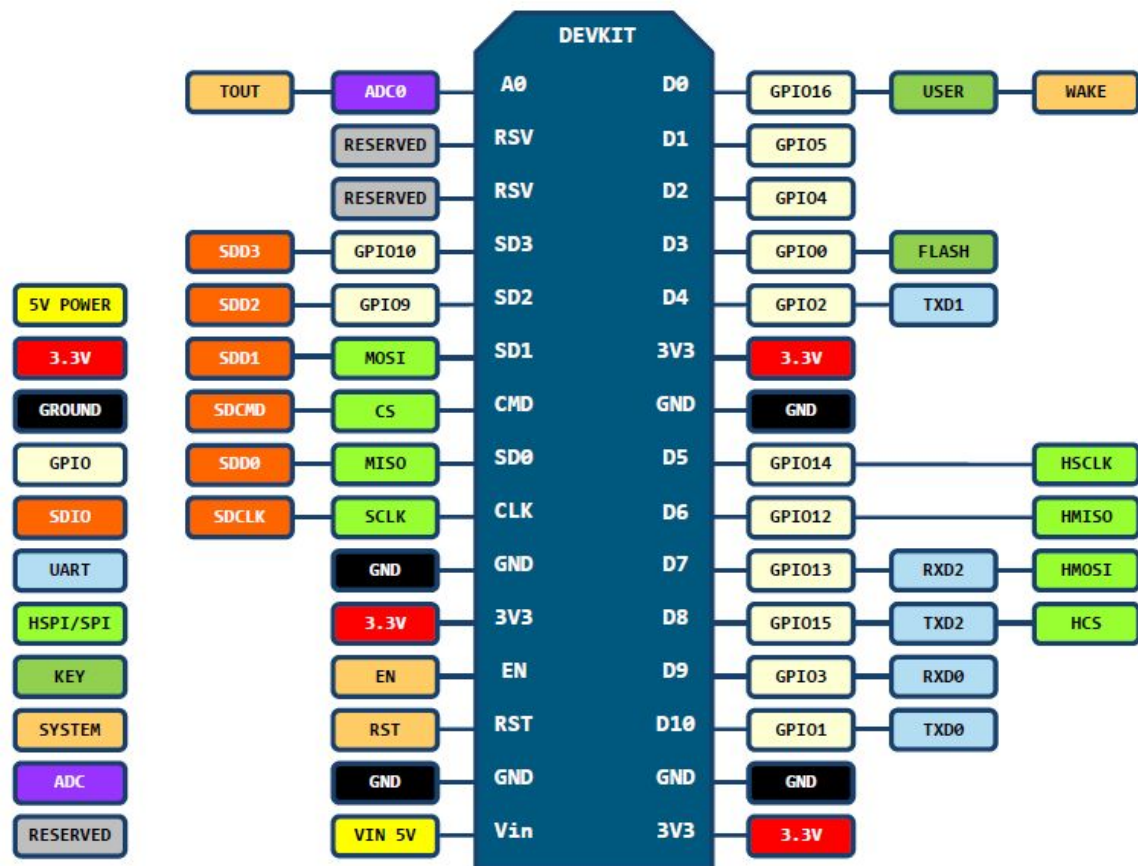 DEVKIT
TOUT ADC0 A0 D0 GPIO16 USER WAKE
RESERVED RSV D1 GPIO5
RESERVED RSV D2 GPIO4
SDD3 GPIO10 SD3 D3 GPIO0 FLASH
5V POWER SDD2 GPIO9 SD2 D4 GPIO2 TXD1
3.3V SDD1 MOSI SD1 3V3 3.3V
GROUND SDCMD CS CMD GND GND
GPIO SDD0 MISO SD0 D5 GPIO14 HSCLK
SDIO SDCLK SCLK CLK D6 GPIO12 HMISO
UART GND GND D7 GPIO13 RXD2 HMOSI
HSPI/SPI 3.3V 3V3 D8 GPIO15 TXD2 HCS
KEY EN EN D9 GPIO3 RXD0
SYSTEM RST RST D10 GPIO1 TXD0
ADC GND GND GND GND
RESERVED VIN 5V Vin 3V3 3.3V